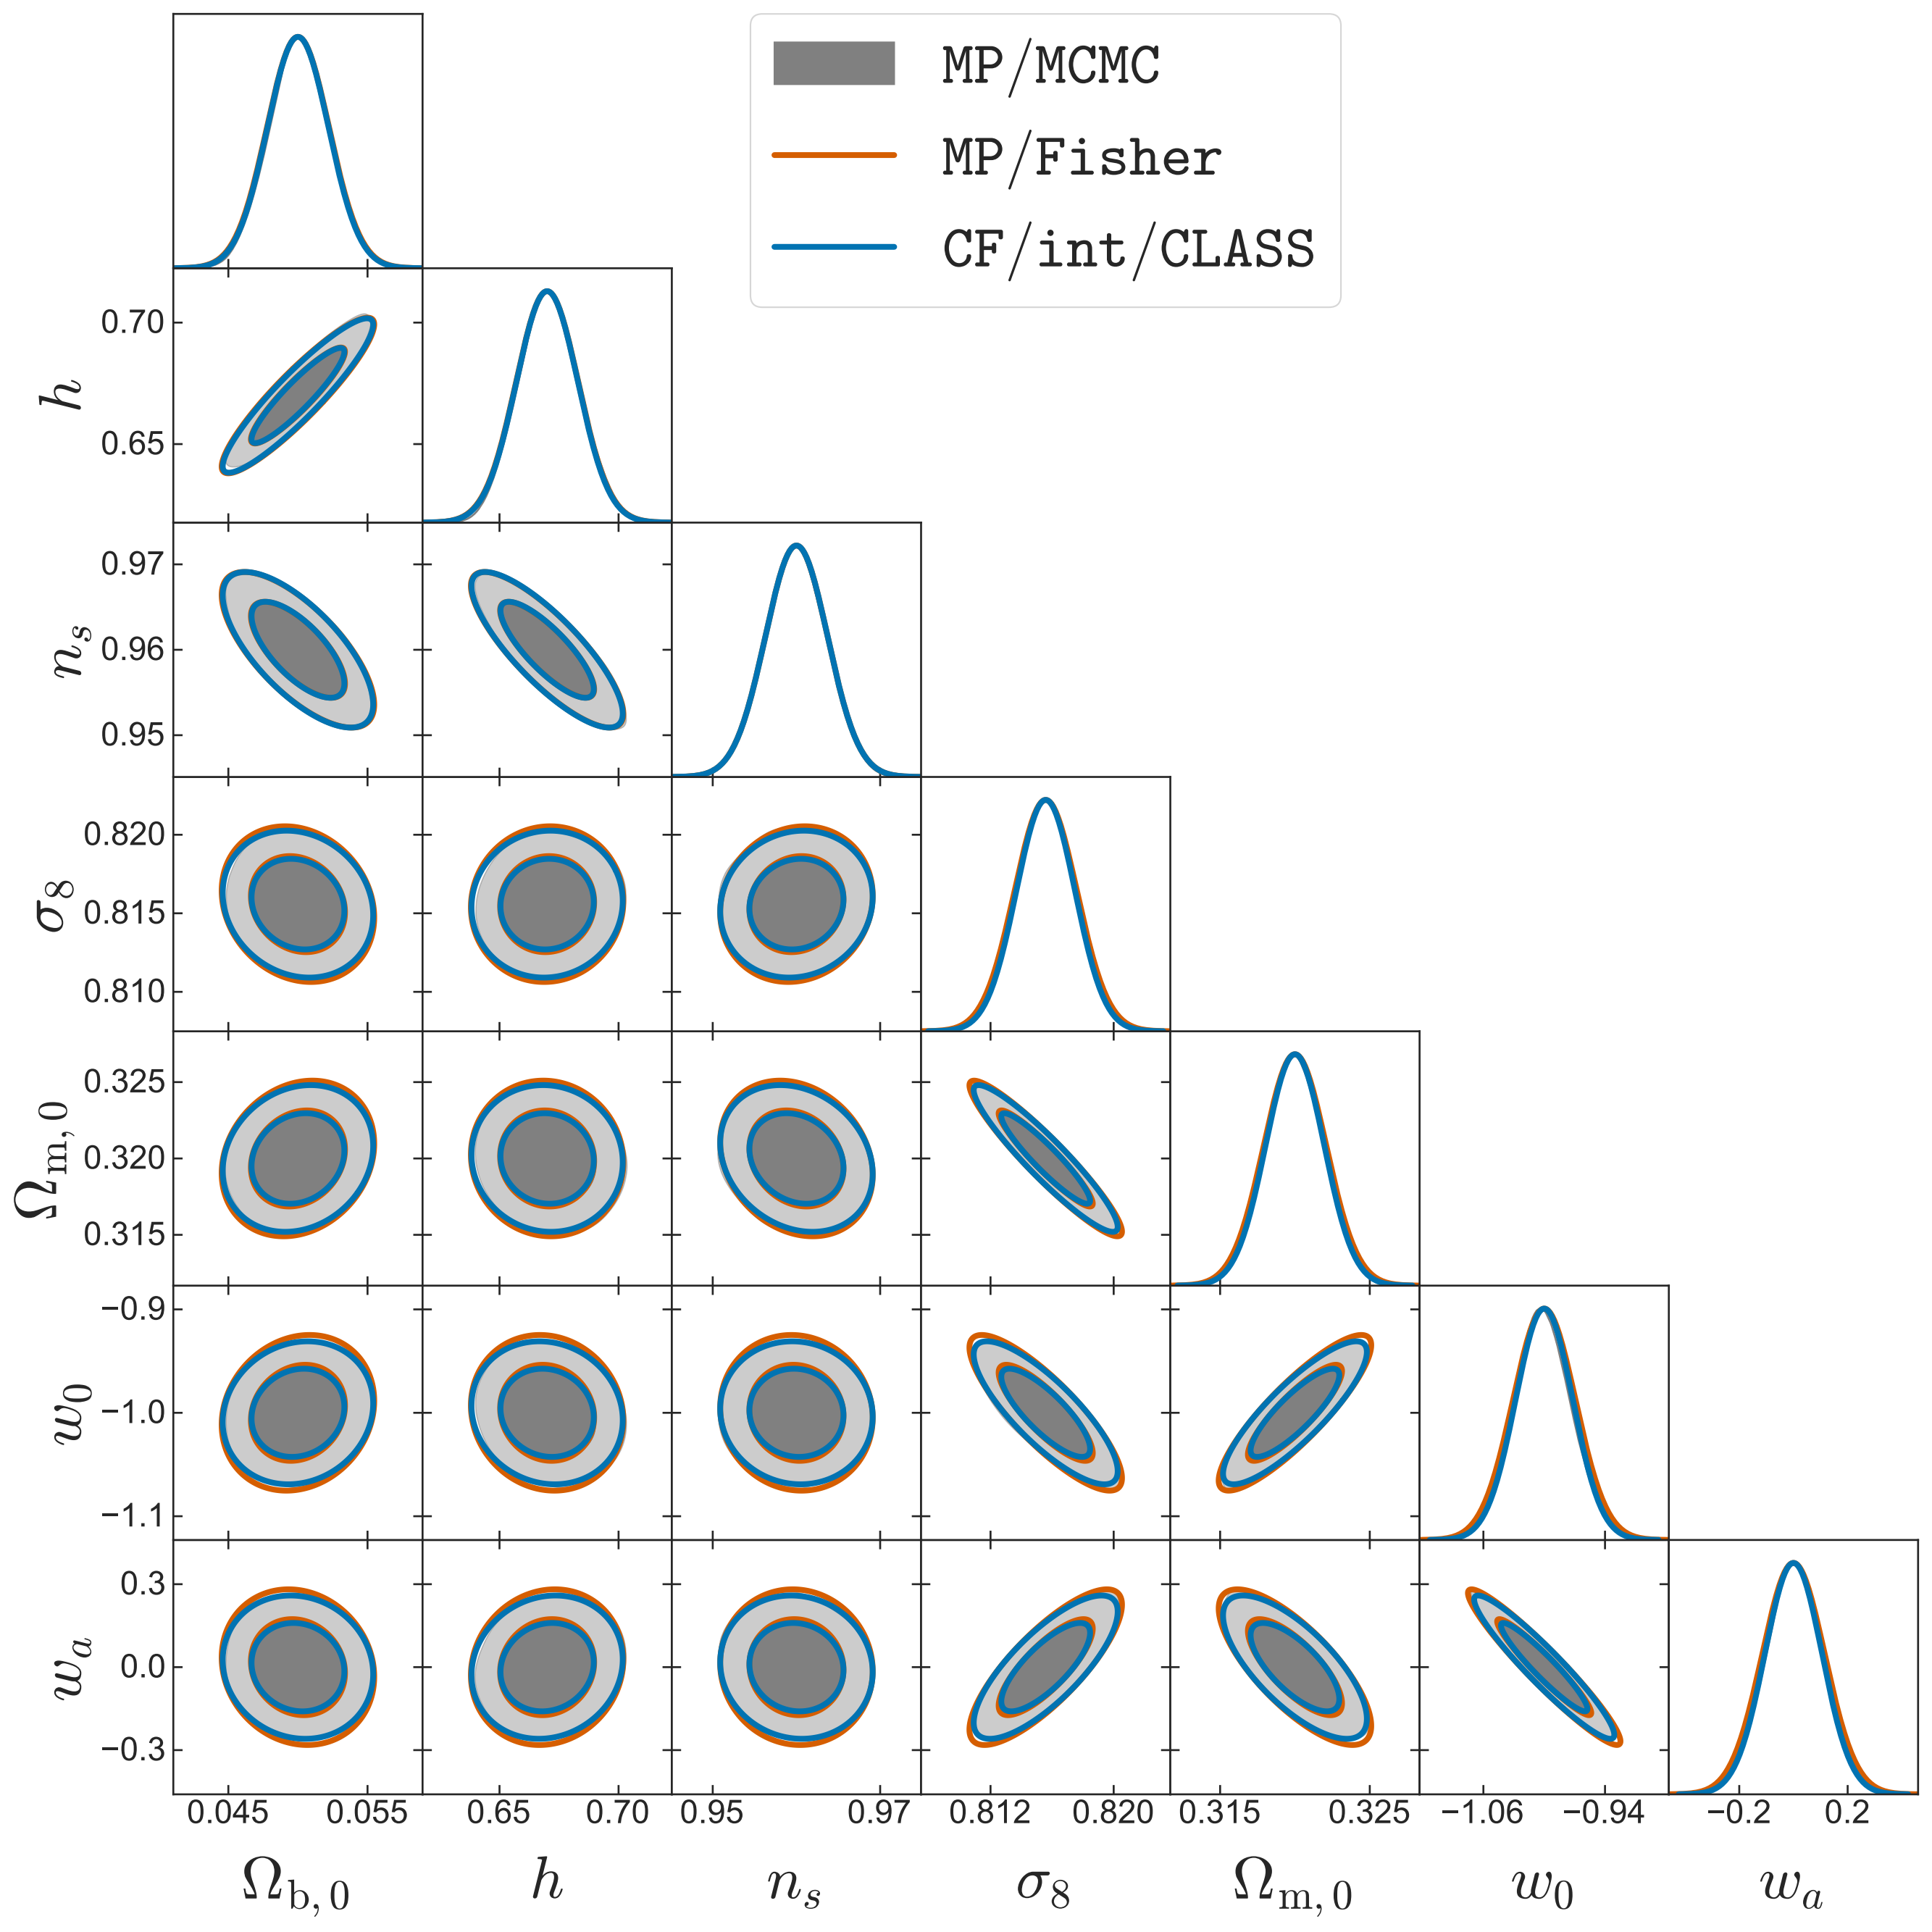 MP/MCMC
MP/Fisher
CF/int/CLASS
0.70
h
0.65
0.97
n_s 0.96
0.95
0.820
σ_8 0.815
0.810
0.325
Ω_m,0 0.320
0.315
−0.9
w_0 −1.0
−1.1
0.3
w_a 0.0
−0.3
0.045 0.055 0.65 0.70 0.95 0.97 0.812 0.820 0.315 0.325 −1.06 −0.94 −0.2 0.2
Ω_b,0 h n_s σ_8 Ω_m,0 w_0 w_a